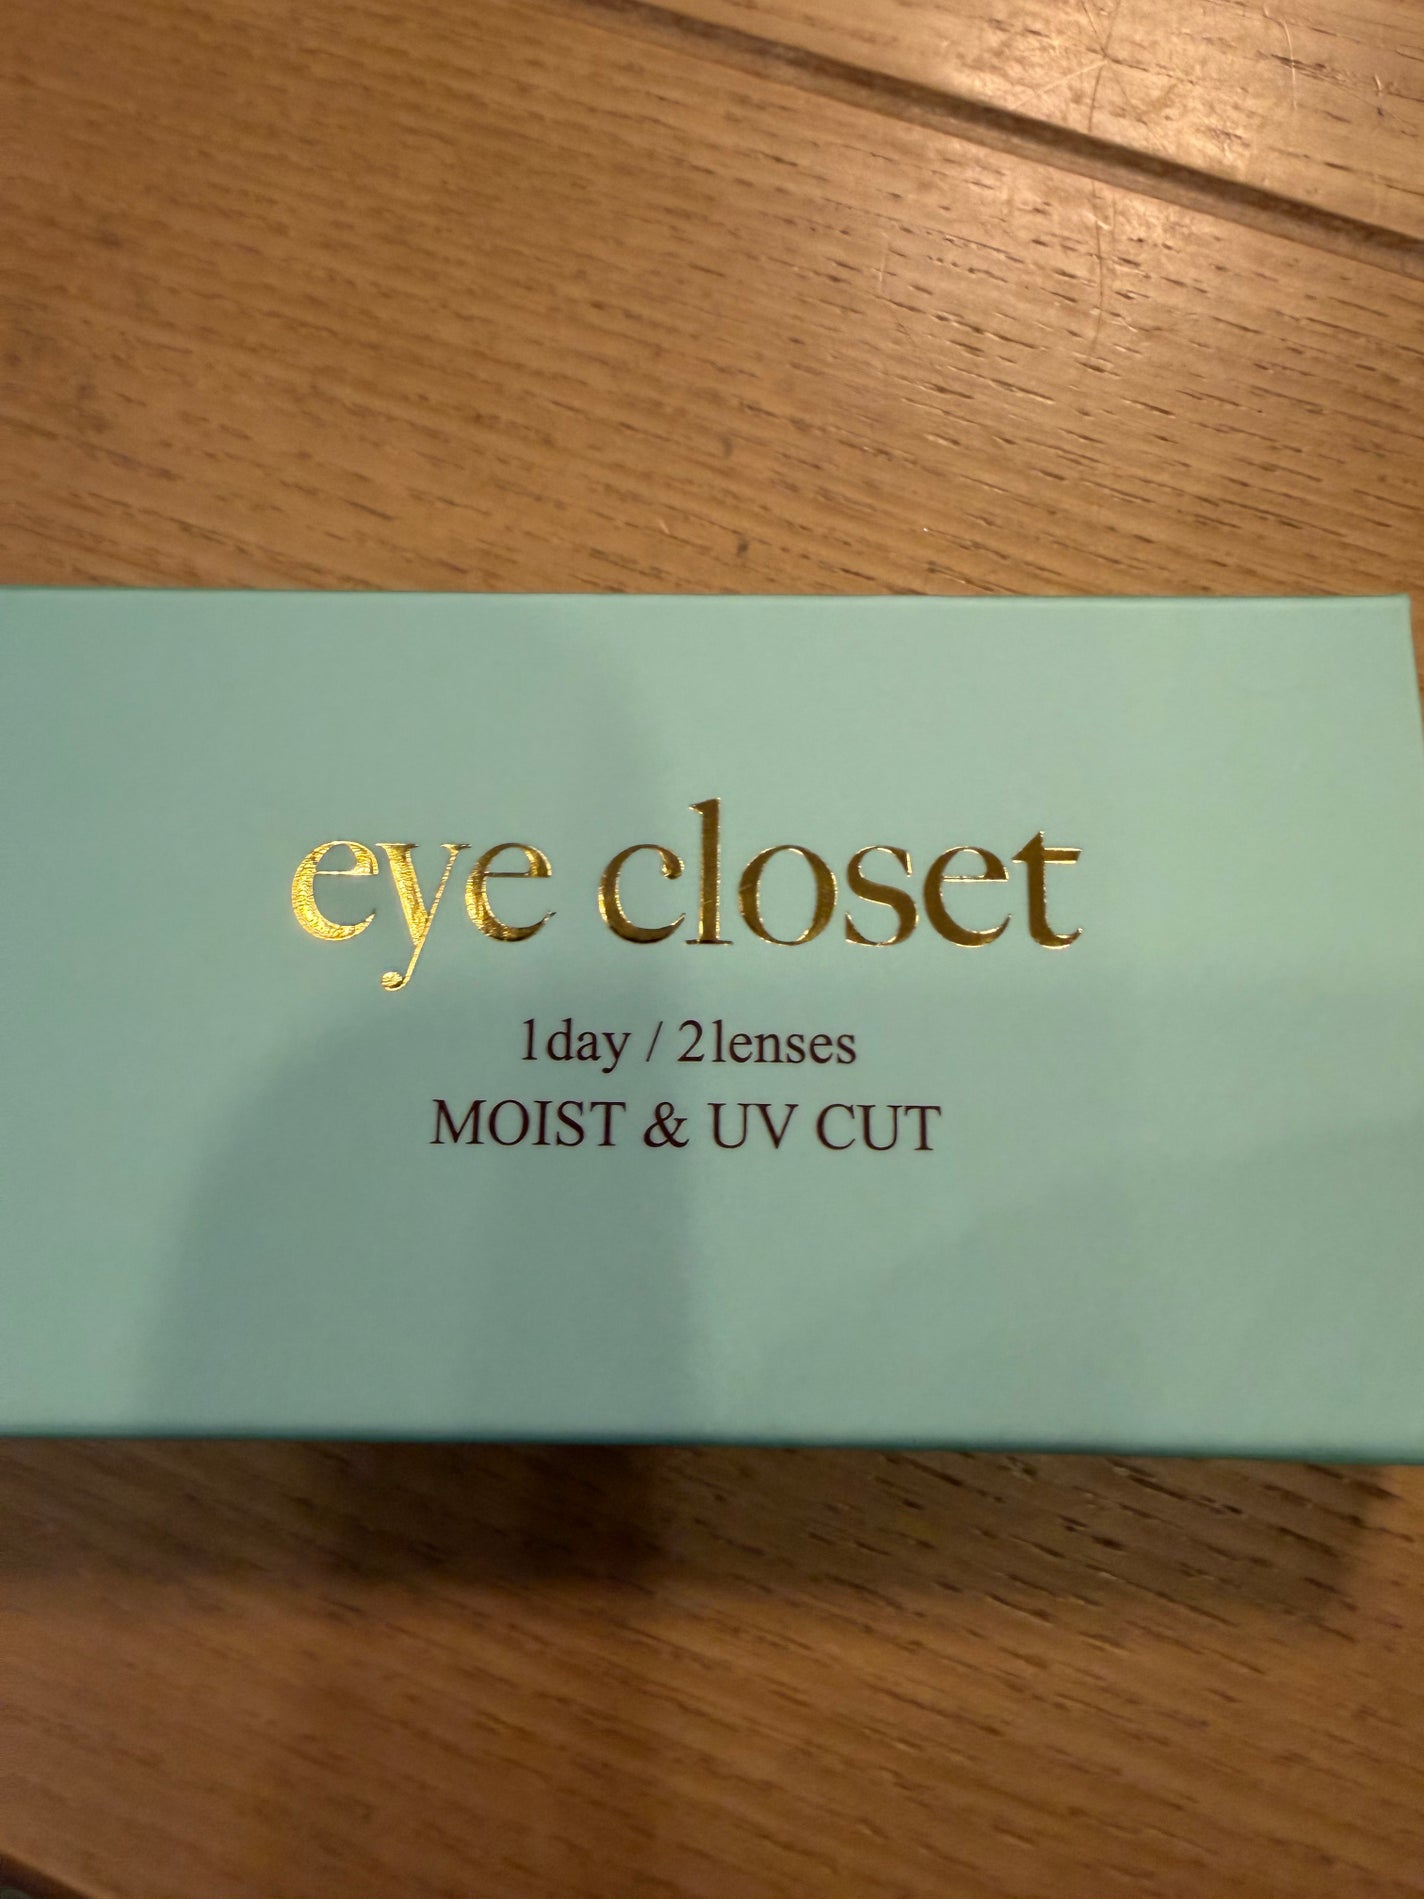 eye closet
1day / 2lenses
MOIST & UV CUT